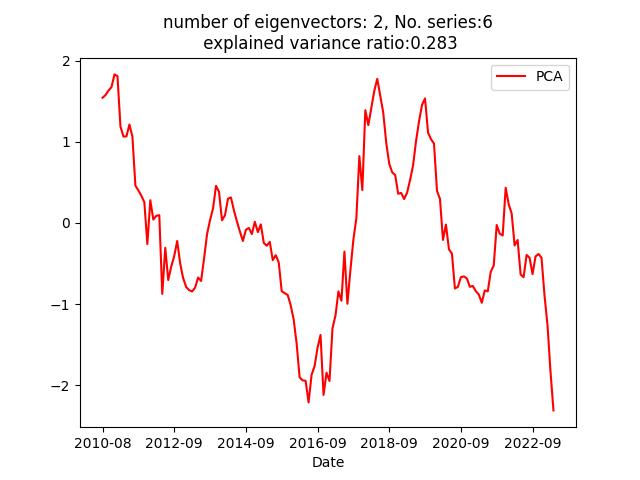 number of eigenvectors: 2, No. series:6
explained variance ratio:0.283
PCA
2
1
0
−1
−2
2010-08 2012-09 2014-09 2016-09 2018-09 2020-09 2022-09
Date